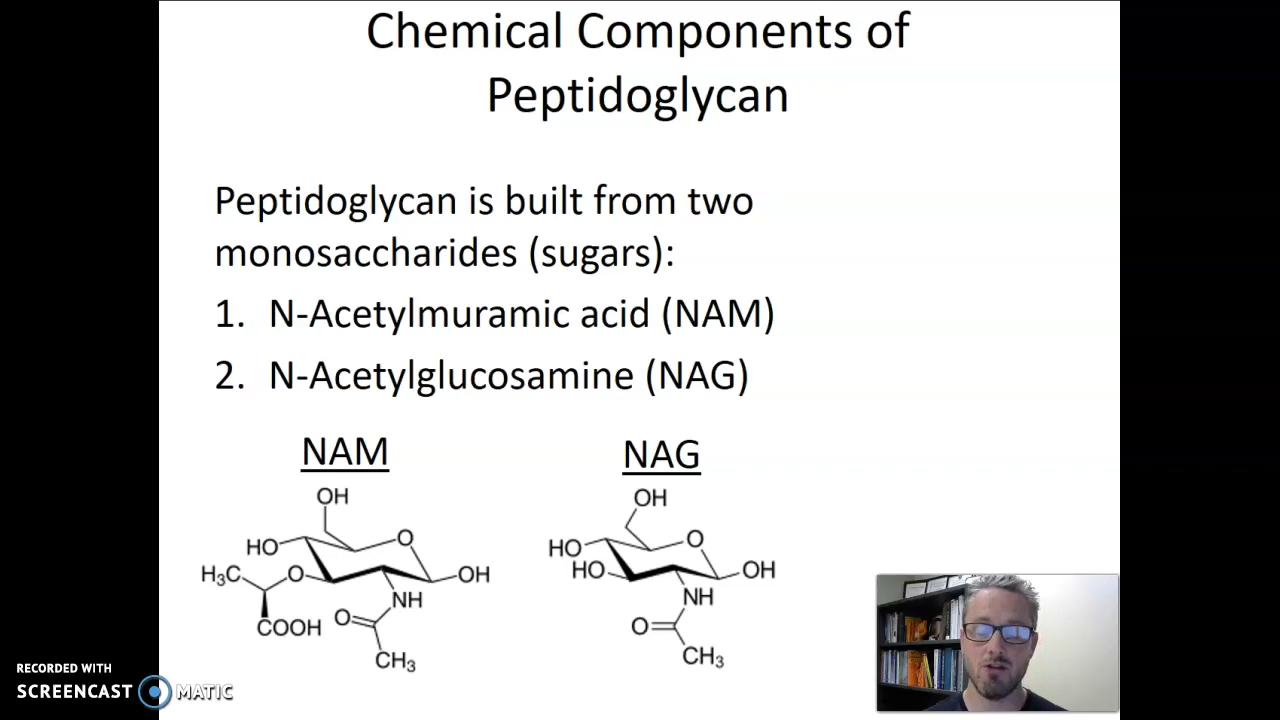 Chemical Components of
Peptidoglycan
Peptidoglycan is built from two
monosaccharides (sugars):
1. N-Acetylmuramic acid (NAM)
2. N-Acetylglucosamine (NAG)
NAM
OH
HO
O
H₃C
O
OH
NH
COOH
O
CH₃
NAG
OH
HO
O
HO
OH
NH
O
CH₃
RECORDED WITH
SCREENCAST MATIC